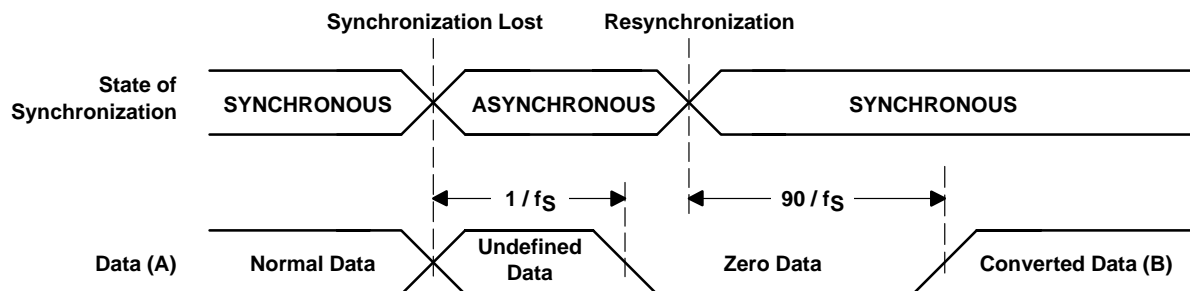 Synchronization Lost
Resynchronization
State of
Synchronization
SYNCHRONOUS
ASYNCHRONOUS
SYNCHRONOUS
1 / fS
90 / fS
Data (A)
Normal Data
Undefined
Data
Zero Data
Converted Data (B)